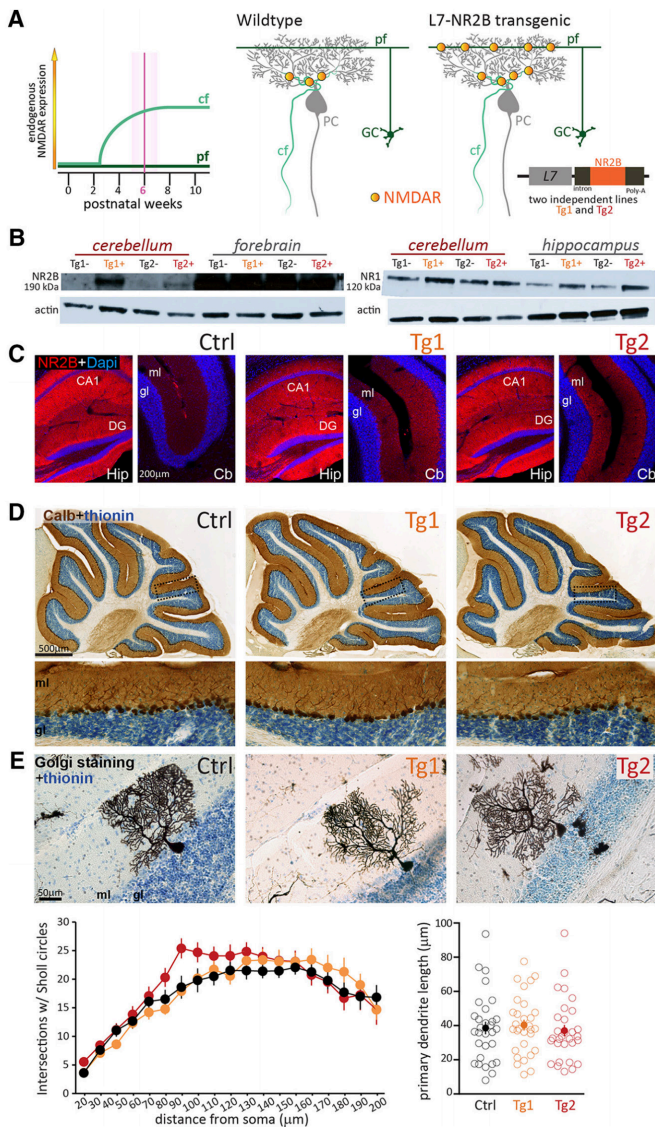 A
endogenous
NMDAR expression
cf
pf
0 2 4 6 8 10
postnatal weeks
Wildtype
pf
PC
GC
cf
NMDAR
L7-NR2B transgenic
pf
PC
GC
cf
NR2B
L7
intron
Poly-A
two independent lines
Tg1 and Tg2
B
cerebellum forebrain
Tg1- Tg1+ Tg2- Tg2+ Tg1- Tg1+ Tg2- Tg2+
NR2B
190 kDa
actin
cerebellum hippocampus
Tg1- Tg1+ Tg2- Tg2+ Tg1- Tg1+ Tg2- Tg2+
NR1
120 kDa
actin
C
Ctrl Tg1 Tg2
NR2B+Dapi
CA1
DG
Hip
ml
gl
200μm
Cb
CA1
DG
Hip
ml
gl
Cb
CA1
DG
Hip
ml
gl
Cb
D
Calb+thionin
Ctrl
Tg1
Tg2
500μm
ml
gl
E
Golgi staining
+thionin
Ctrl
Tg1
Tg2
50μm
ml gl
Intersections w/ Sholl circles
30
25
20
15
10
5
0
20 30 40 50 60 70 80 90 100 110 120 130 140 150 160 170 180 190 200
distance from soma (μm)
primary dendrite length (μm)
100
80
60
40
20
0
Ctrl Tg1 Tg2